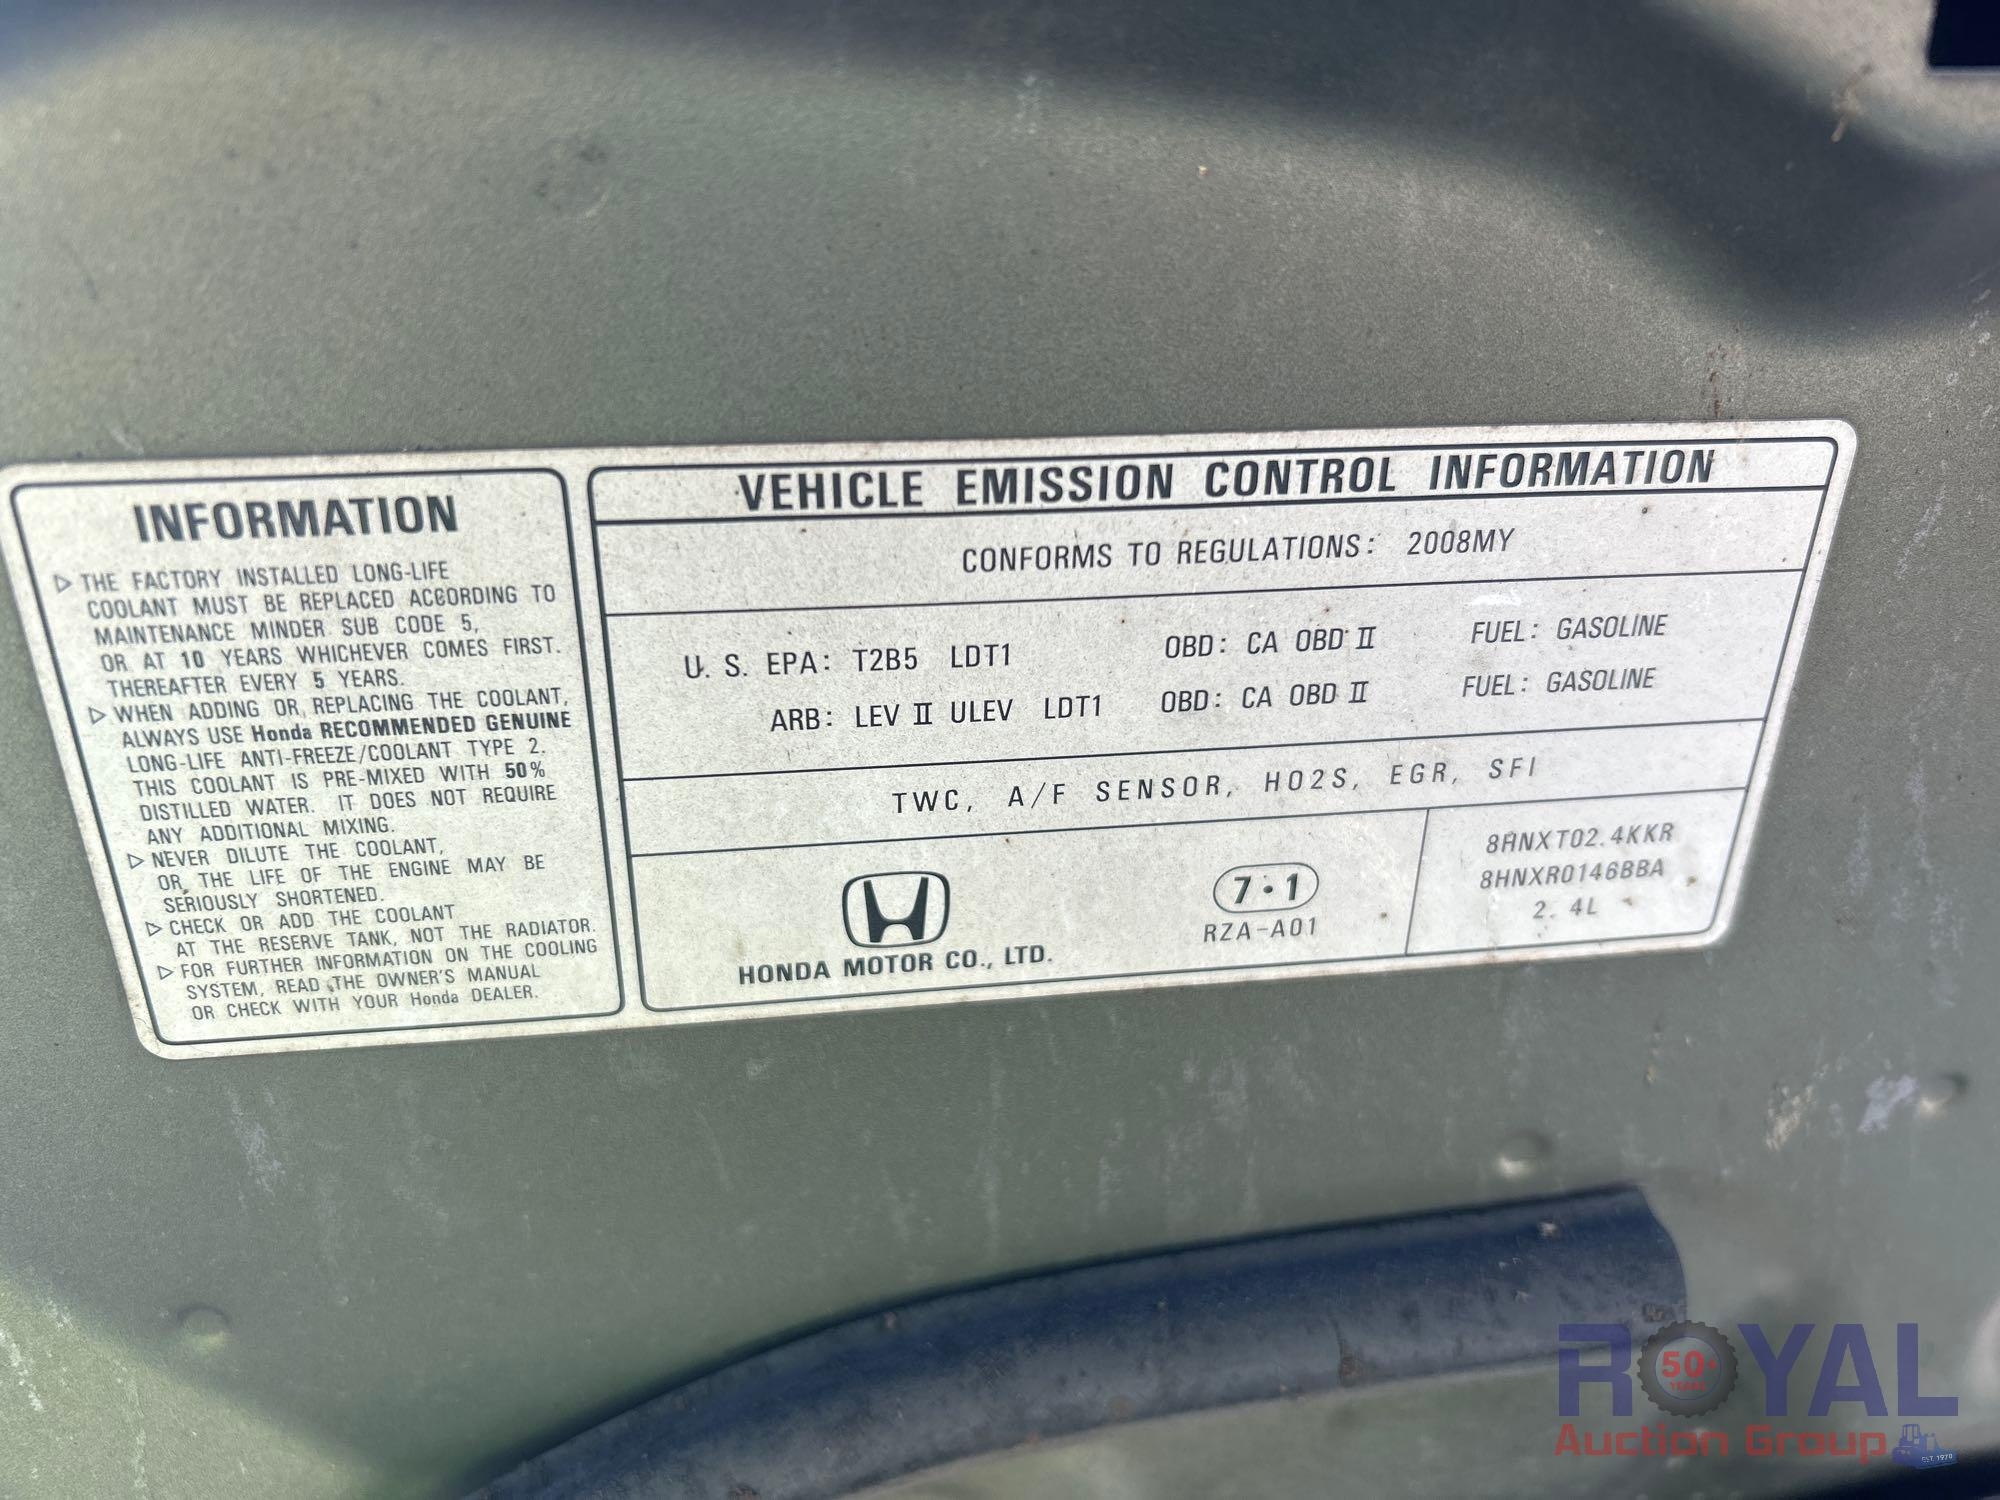 INFORMATION
▷ THE FACTORY INSTALLED LONG-LIFE
COOLANT MUST BE REPLACED ACCORDING TO
MAINTENANCE MINDER SUB CODE 5,
OR AT 10 YEARS WHICHEVER COMES FIRST.
THEREAFTER EVERY 5 YEARS.
▷ WHEN ADDING OR REPLACING THE COOLANT,
ALWAYS USE Honda RECOMMENDED GENUINE
LONG-LIFE ANTI-FREEZE/COOLANT TYPE 2.
THIS COOLANT IS PRE-MIXED WITH 50%
DISTILLED WATER. IT DOES NOT REQUIRE
ANY ADDITIONAL MIXING.
▷ NEVER DILUTE THE COOLANT,
OR THE LIFE OF THE ENGINE MAY BE
SERIOUSLY SHORTENED.
▷ CHECK OR ADD THE COOLANT
AT THE RESERVE TANK, NOT THE RADIATOR.
▷ FOR FURTHER INFORMATION ON THE COOLING
SYSTEM, READ THE OWNER'S MANUAL
OR CHECK WITH YOUR Honda DEALER.
VEHICLE EMISSION CONTROL INFORMATION
CONFORMS TO REGULATIONS: 2008MY
U. S. EPA: T2B5 LDT1 OBD: CA OBD II FUEL: GASOLINE
ARB: LEV II ULEV LDT1 OBD: CA OBD II FUEL: GASOLINE
TWC, A/F SENSOR, HO2S, EGR, SFI
HONDA MOTOR CO., LTD.
7・1
RZA-A01
8HNXT02.4KKR
8HNXR0146BBA
2. 4L
ROYAL
50+
YEARS
Auction Group
EST. 1970